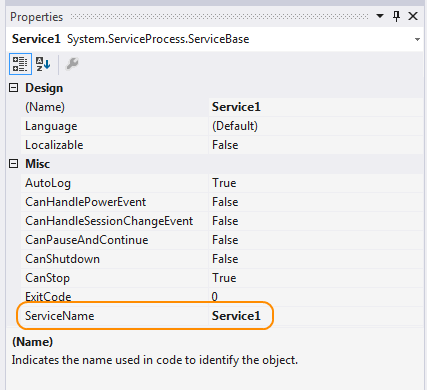 Properties
Service1 System.ServiceProcess.ServiceBase
Design
(Name) Service1
Language (Default)
Localizable False
Misc
AutoLog True
CanHandlePowerEvent False
CanHandleSessionChangeEvent False
CanPauseAndContinue False
CanShutdown False
CanStop True
ExitCode 0
ServiceName Service1
(Name)
Indicates the name used in code to identify the object.